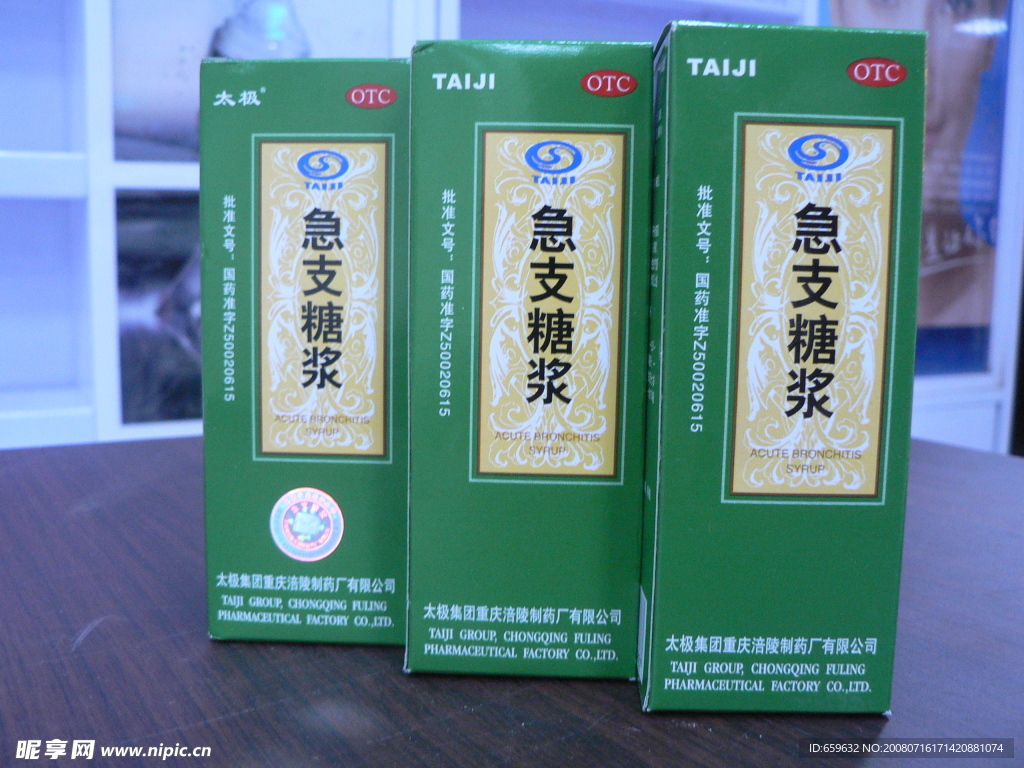 太极®
OTC
TAIJI
急支糖浆
批准文号：国药准字Z50020615
ACUTE BRONCHITIS
SYRUP
太极集团重庆涪陵制药厂有限公司
TAIJI GROUP, CHONGQING FULING
PHARMACEUTICAL FACTORY CO.,LTD.
TAIJI
OTC
TAIJI
急支糖浆
批准文号：国药准字Z50020615
ACUTE BRONCHITIS
SYRUP
太极集团重庆涪陵制药厂有限公司
TAIJI GROUP, CHONGQING FULING
PHARMACEUTICAL FACTORY CO.,LTD.
TAIJI
OTC
TAIJI
急支糖浆
批准文号：国药准字Z50020615
ACUTE BRONCHITIS
SYRUP
太极集团重庆涪陵制药厂有限公司
TAIJI GROUP, CHONGQING FULING
PHARMACEUTICAL FACTORY CO.,LTD.
昵享网 www.nipic.cn
ID:659632 NO:20080716171420881074